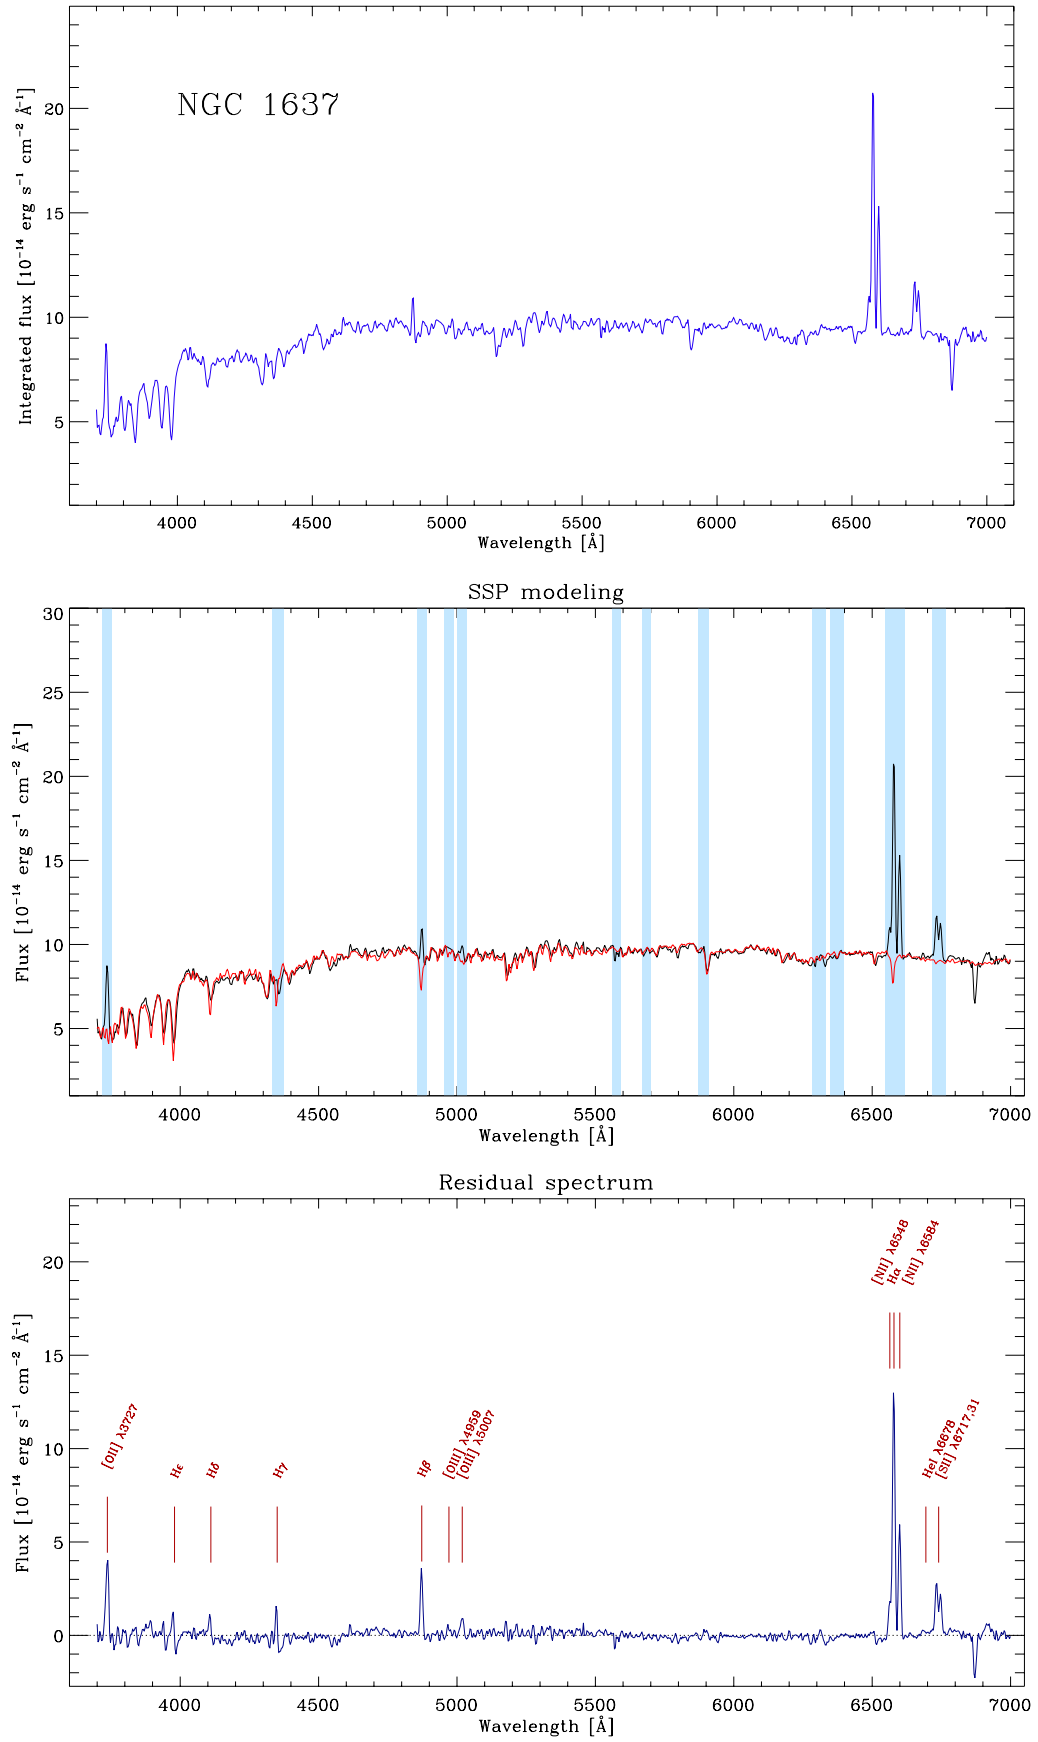 NGC 1637
Integrated flux [10⁻¹⁴ erg s⁻¹ cm⁻² Å⁻¹]
20
15
10
5
4000 4500 5000 5500 6000 6500 7000
Wavelength [Å]
SSP modeling
Flux [10⁻¹⁴ erg s⁻¹ cm⁻² Å⁻¹]
30
25
20
15
10
5
4000 4500 5000 5500 6000 6500 7000
Wavelength [Å]
Residual spectrum
Flux [10⁻¹⁴ erg s⁻¹ cm⁻² Å⁻¹]
20
15
10
5
0
[OII] λ3727
Hε
Hδ
Hγ
Hβ
[OIII] λ4959
[OIII] λ5007
[NII] λ6548
Hα
[NII] λ6584
HeI λ6678
[SII] λ6717,31
4000 4500 5000 5500 6000 6500 7000
Wavelength [Å]